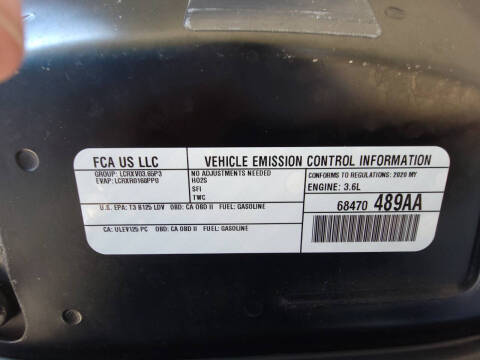 FCA US LLC
VEHICLE EMISSION CONTROL INFORMATION
GROUP: LCRXV03.65P3
EVAP: LCRXR0160PP0
NO ADJUSTMENTS NEEDED
HO2S
SFI
TWC
CONFORMS TO REGULATIONS: 2020 MY
ENGINE: 3.6L
U.S. EPA: T3 B125 LDV OBD: CA OBD II FUEL: GASOLINE
68470 489AA
CA: ULEV125 PC OBD: CA OBD II FUEL: GASOLINE